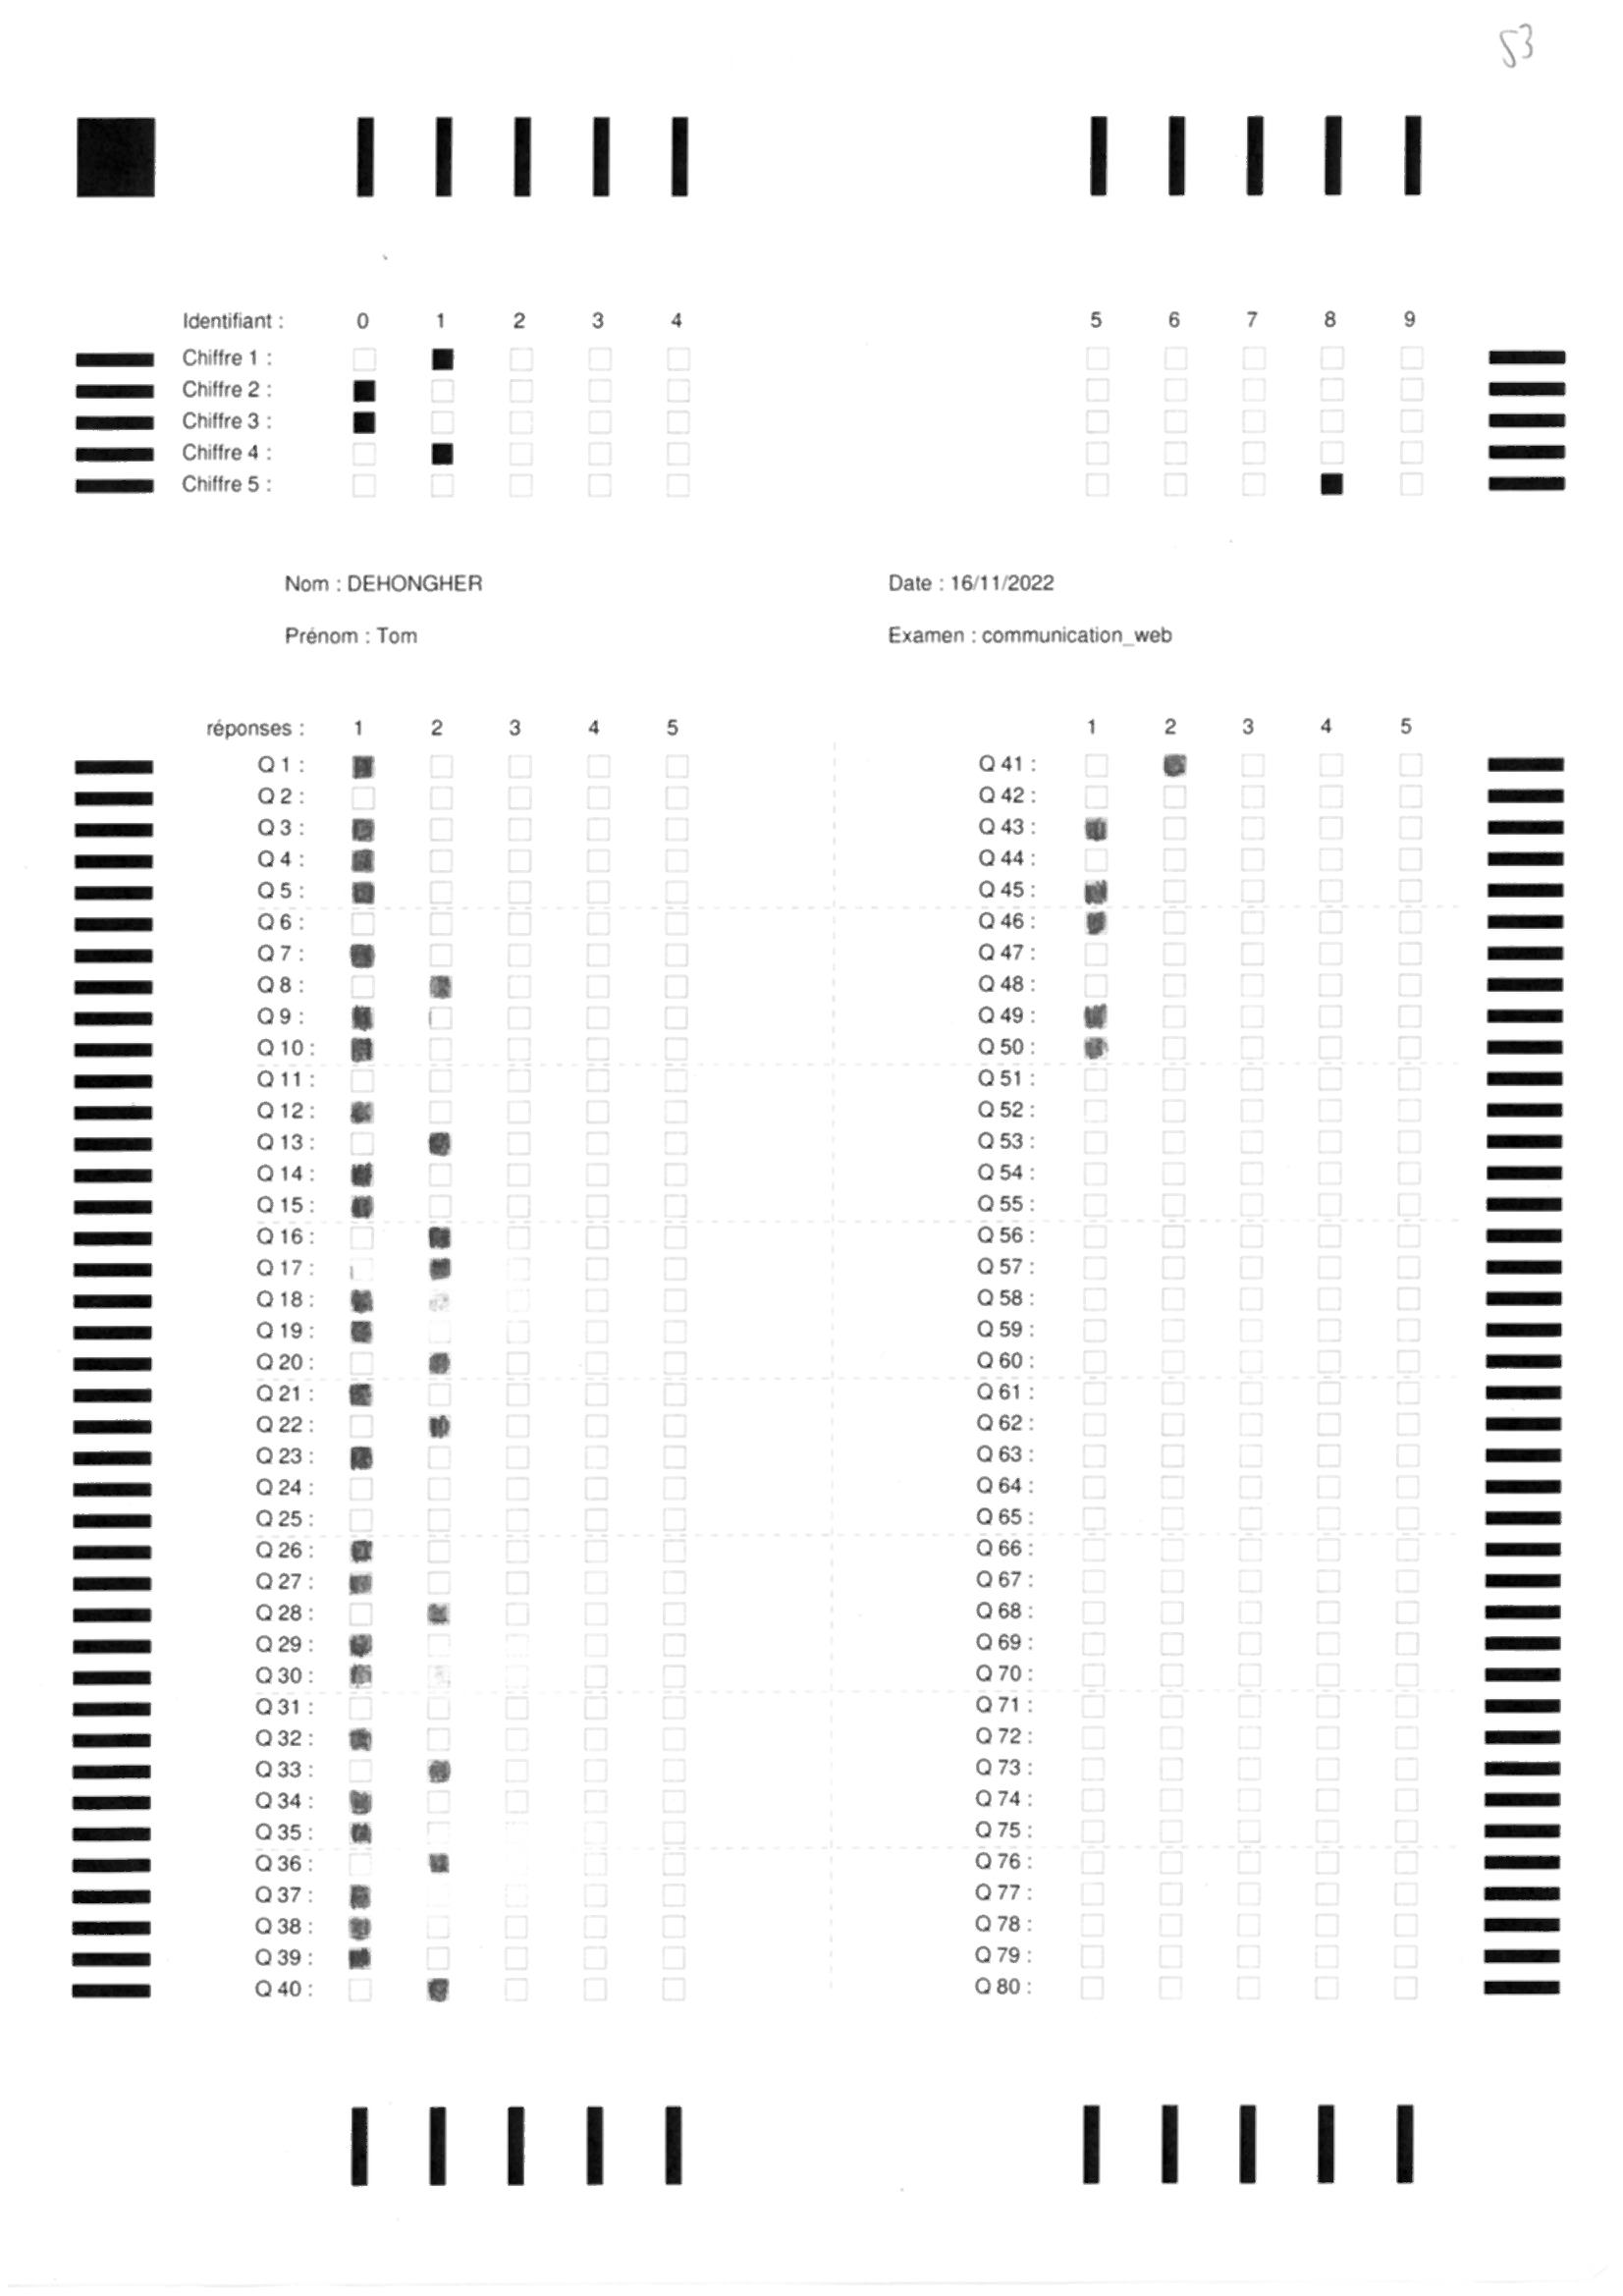 53
Identifiant : 0 1 2 3 4 5 6 7 8 9
Chiffre 1 :
Chiffre 2 :
Chiffre 3 :
Chiffre 4 :
Chiffre 5 :
Nom : DEHONGHER Date : 16/11/2022
Prénom : Tom Examen : communication_web
réponses : 1 2 3 4 5 1 2 3 4 5
Q 1 : Q 41 :
Q 2 : Q 42 :
Q 3 : Q 43 :
Q 4 : Q 44 :
Q 5 : Q 45 :
Q 6 : Q 46 :
Q 7 : Q 47 :
Q 8 : Q 48 :
Q 9 : Q 49 :
Q 10 : Q 50 :
Q 11 : Q 51 :
Q 12 : Q 52 :
Q 13 : Q 53 :
Q 14 : Q 54 :
Q 15 : Q 55 :
Q 16 : Q 56 :
Q 17 : Q 57 :
Q 18 : Q 58 :
Q 19 : Q 59 :
Q 20 : Q 60 :
Q 21 : Q 61 :
Q 22 : Q 62 :
Q 23 : Q 63 :
Q 24 : Q 64 :
Q 25 : Q 65 :
Q 26 : Q 66 :
Q 27 : Q 67 :
Q 28 : Q 68 :
Q 29 : Q 69 :
Q 30 : Q 70 :
Q 31 : Q 71 :
Q 32 : Q 72 :
Q 33 : Q 73 :
Q 34 : Q 74 :
Q 35 : Q 75 :
Q 36 : Q 76 :
Q 37 : Q 77 :
Q 38 : Q 78 :
Q 39 : Q 79 :
Q 40 : Q 80 :